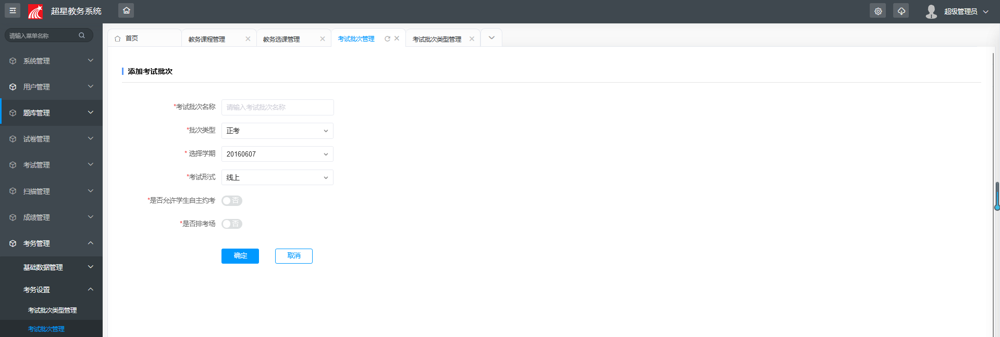 超星教务系统
超级管理员
请输入菜单名称
系统管理
用户管理
题库管理
试卷管理
考试管理
扫描管理
成绩管理
考务管理
基础数据管理
考务设置
考试批次类型管理
考试批次管理
首页
教务课程管理
教务选课管理
考试批次管理
考试批次类型管理
添加考试批次
*考试批次名称 请输入考试批次名称
*批次类型 正考
* 选择学期 20160607
*考试形式 线上
*是否允许学生自主约考 否
*是否排考场 否
确定 取消